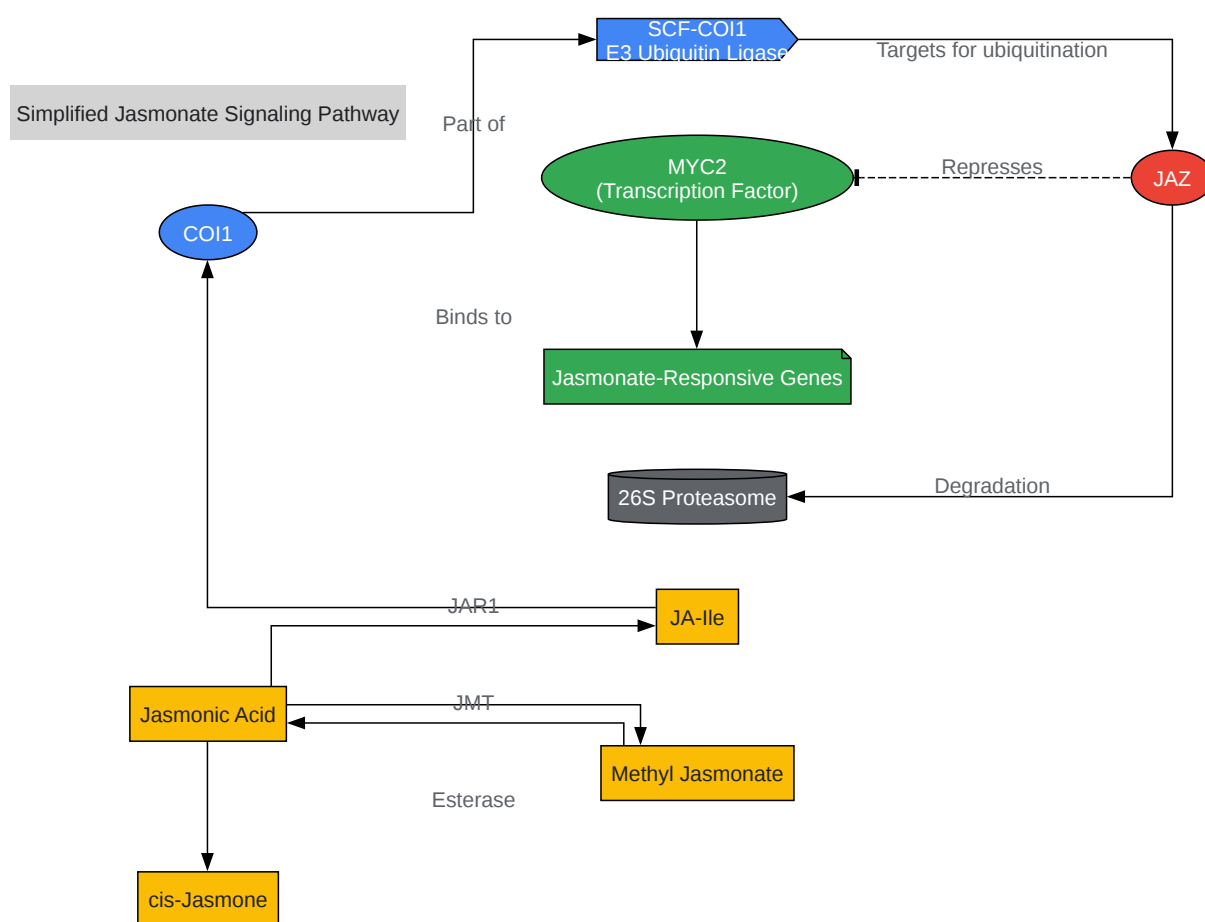 SCF-COI1
E3 Ubiquitin Ligase
Targets for ubiquitination
Simplified Jasmonate Signaling Pathway
Part of
MYC2
(Transcription Factor)
Represses
JAZ
COI1
Binds to
Jasmonate-Responsive Genes
26S Proteasome
Degradation
JAR1
JA-Ile
Jasmonic Acid
JMT
Methyl Jasmonate
Esterase
cis-Jasmone